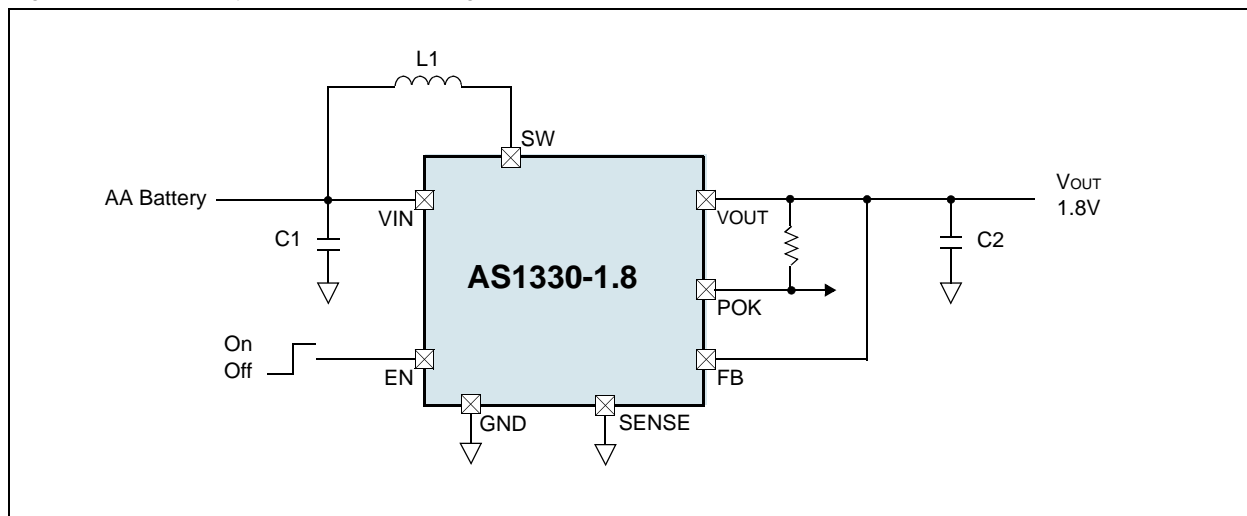 L1
SW
AA Battery
VIN
VOUT
VOUT
1.8V
C1
C2
AS1330-1.8
POK
On
Off
EN
FB
GND
SENSE